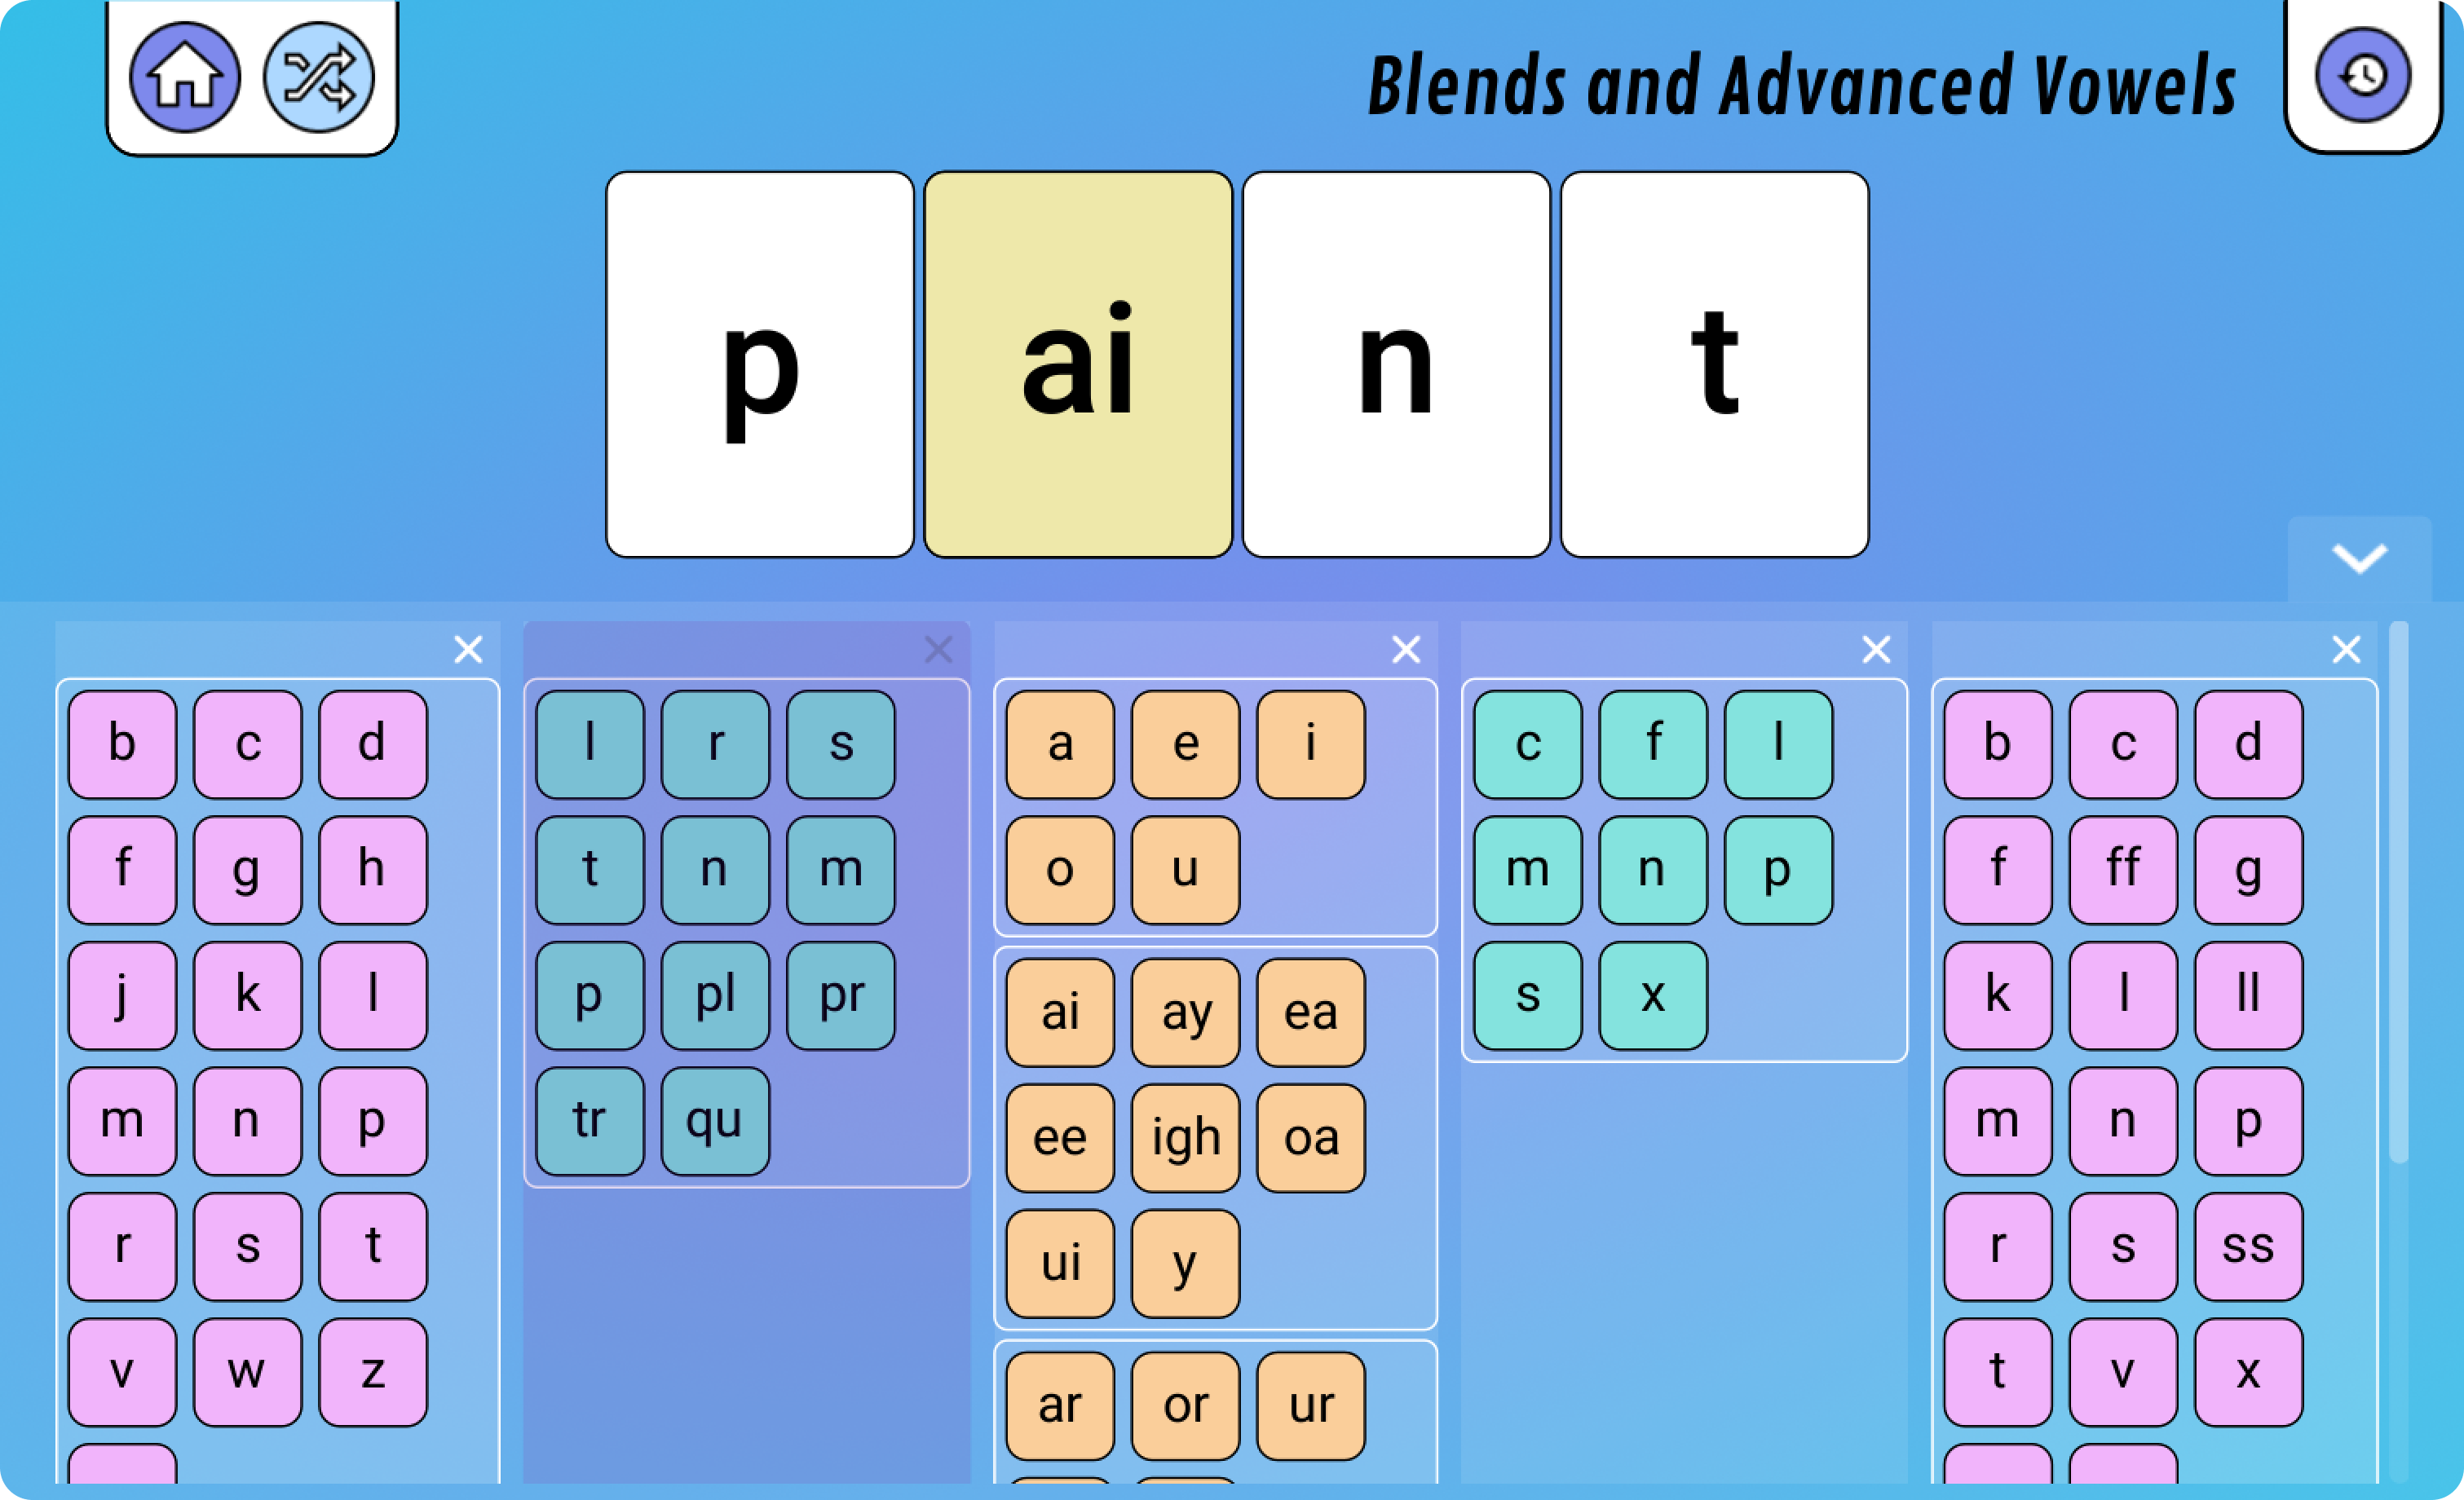 Blends and Advanced Vowels
p ai n t
b c d
f g h
j k l
m n p
r s t
v w z
l r s
t n m
p pl pr
tr qu
a e i
o u
ai ay ea
ee igh oa
ui y
ar or ur
c f l
m n p
s x
b c d
f ff g
k l ll
m n p
r s ss
t v x